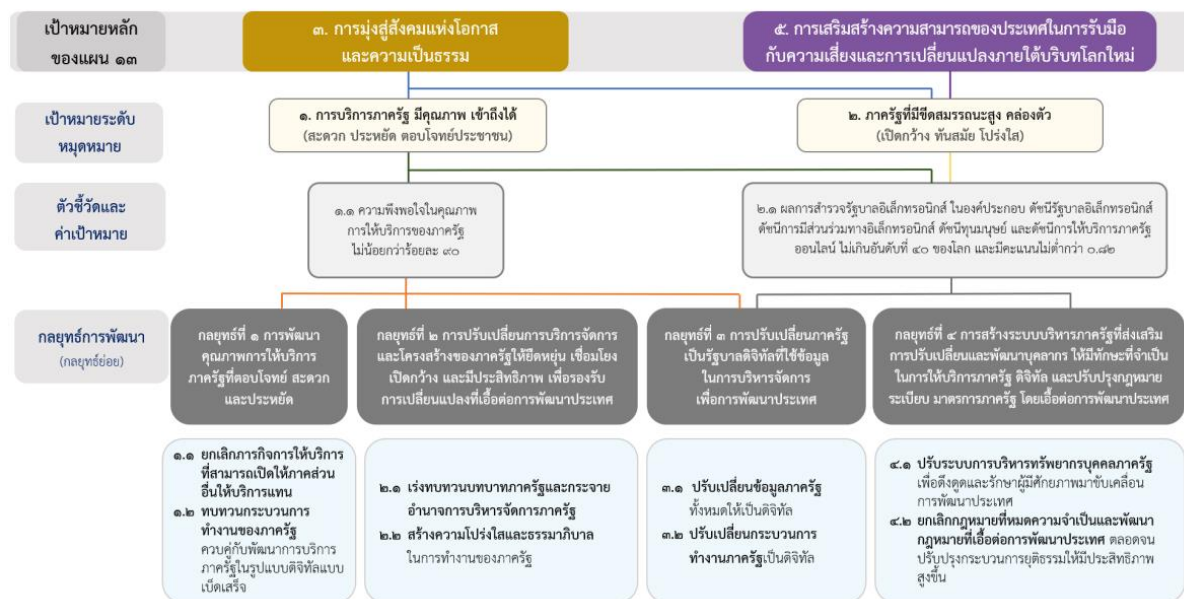 เป้าหมายหลัก
ของแผน ๑๓
๓. การมุ่งสู่สังคมแห่งโอกาส
และความเป็นธรรม
๕. การเสริมสร้างความสามารถของประเทศในการรับมือ
กับความเสี่ยงและการเปลี่ยนแปลงภายใต้บริบทโลกใหม่
เป้าหมายระดับ
หมุดหมาย
๑. การบริการภาครัฐ มีคุณภาพ เข้าถึงได้
(สะดวก ประหยัด ตอบโจทย์ประชาชน)
๒. ภาครัฐที่มีขีดสมรรถนะสูง คล่องตัว
(เปิดกว้าง ทันสมัย โปร่งใส)
ตัวชี้วัดและ
ค่าเป้าหมาย
๑.๑ ความพึงพอใจในคุณภาพ
การให้บริการของภาครัฐ
ไม่น้อยกว่าร้อยละ ๙๐
๒.๑ ผลการสำรวจรัฐบาลอิเล็กทรอนิกส์ ในองค์ประกอบ ดัชนีรัฐบาลอิเล็กทรอนิกส์
ดัชนีการมีส่วนร่วมทางอิเล็กทรอนิกส์ ดัชนีทุนมนุษย์ และดัชนีการให้บริการภาครัฐ
ออนไลน์ ไม่เกินอันดับที่ ๔๐ ของโลก และมีคะแนนไม่ต่ำกว่า ๐.๘๒
กลยุทธ์การพัฒนา
(กลยุทธ์ย่อย)
กลยุทธ์ที่ ๑ การพัฒนา
คุณภาพการให้บริการ
ภาครัฐที่ตอบโจทย์ สะดวก
และประหยัด
กลยุทธ์ที่ ๒ การปรับเปลี่ยนการบริการจัดการ
และโครงสร้างของภาครัฐให้ยืดหยุ่น เชื่อมโยง
เปิดกว้าง และมีประสิทธิภาพ เพื่อรองรับ
การเปลี่ยนแปลงที่เอื้อต่อการพัฒนาประเทศ
กลยุทธ์ที่ ๓ การปรับเปลี่ยนภาครัฐ
เป็นรัฐบาลดิจิทัลที่ใช้ข้อมูล
ในการบริหารจัดการ
เพื่อการพัฒนาประเทศ
กลยุทธ์ที่ ๔ การสร้างระบบบริหารภาครัฐที่ส่งเสริม
การปรับเปลี่ยนและพัฒนาบุคลากร ให้มีทักษะที่จำเป็น
ในการให้บริการภาครัฐ ดิจิทัล และปรับปรุงกฎหมาย
ระเบียบ มาตรการภาครัฐ โดยเอื้อต่อการพัฒนาประเทศ
๑.๑ ยกเลิกภารกิจการให้บริการ
ที่สามารถเปิดให้ภาคส่วน
อื่นให้บริการแทน
๑.๒ ทบทวนกระบวนการ
ทำงานของภาครัฐ
ควบคู่กับพัฒนาการบริการ
ภาครัฐในรูปแบบดิจิทัลแบบ
เบ็ดเสร็จ
๒.๑ เร่งทบทวนบทบาทภาครัฐและกระจาย
อำนาจการบริหารจัดการภาครัฐ
๒.๒ สร้างความโปร่งใสและธรรมาภิบาล
ในการทำงานของภาครัฐ
๓.๑ ปรับเปลี่ยนข้อมูลภาครัฐ
ทั้งหมดให้เป็นดิจิทัล
๓.๒ ปรับเปลี่ยนกระบวนการ
ทำงานภาครัฐเป็นดิจิทัล
๔.๑ ปรับระบบการบริหารทรัพยากรบุคคลภาครัฐ
เพื่อดึงดูดและรักษาผู้มีศักยภาพมาขับเคลื่อน
การพัฒนาประเทศ
๔.๒ ยกเลิกกฎหมายที่หมดความจำเป็นและพัฒนา
กฎหมายที่เอื้อต่อการพัฒนาประเทศ ตลอดจน
ปรับปรุงกระบวนการยุติธรรมให้มีประสิทธิภาพ
สูงขึ้น